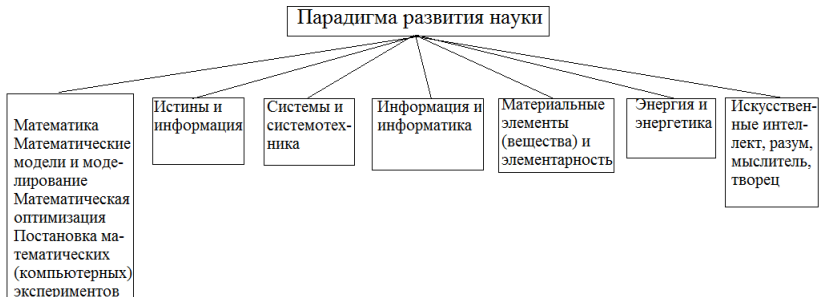 Парадигма развития науки
Математика
Математические
модели и моде-
лирование
Математическая
оптимизация
Постановка ма-
тематических
(компьютерных)
экспериментов
Истины и
информация
Системы и
системотех-
ника
Информация и
информатика
Материальные
элементы
(вещества) и
элементарность
Энергия и
энергетика
Искусствен-
ные интел-
лект, разум,
мыслитель,
творец